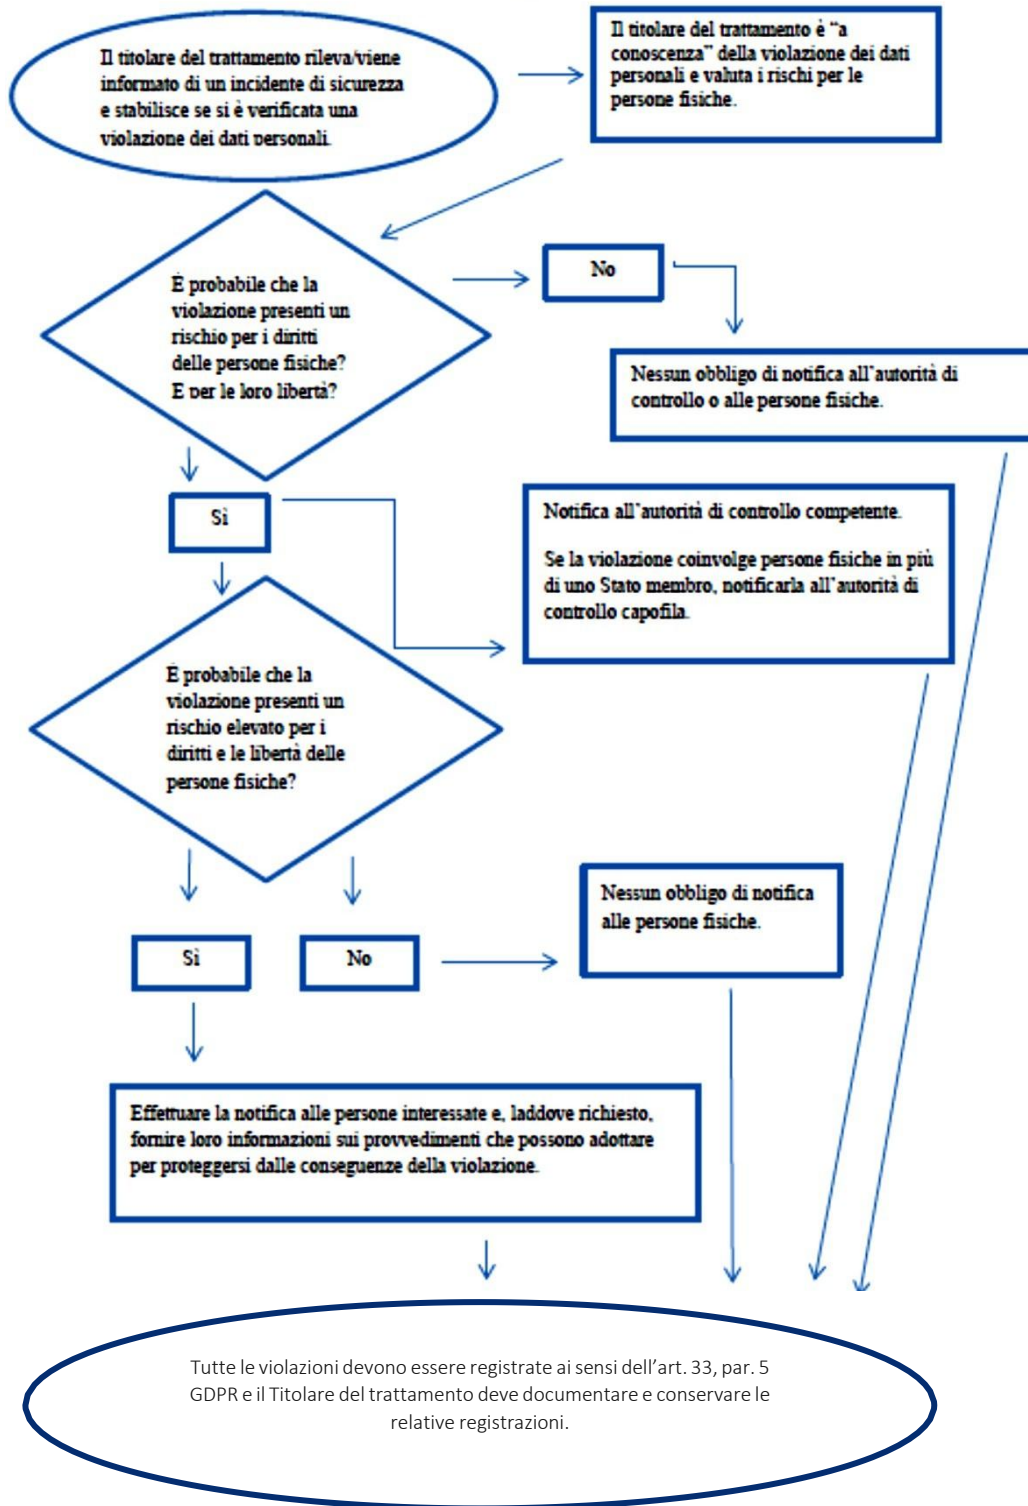 Il titolare del trattamento rileva/viene
informato di un incidente di sicurezza
e stabilisce se si è verificata una
violazione dei dati personali.
Il titolare del trattamento è “a
conoscenza” della violazione dei dati
personali e valuta i rischi per le
persone fisiche.
È probabile che la
violazione presenti un
rischio per i diritti
delle persone fisiche?
E per le loro libertà?
No
Nessun obbligo di notifica all’autorità di
controllo o alle persone fisiche.
Sì
Notifica all’autorità di controllo competente.
Se la violazione coinvolge persone fisiche in più
di uno Stato membro, notificarla all’autorità di
controllo capofila.
È probabile che la
violazione presenti un
rischio elevato per i
diritti e le libertà delle
persone fisiche?
Sì
No
Nessun obbligo di notifica
alle persone fisiche.
Effettuare la notifica alle persone interessate e, laddove richiesto,
fornire loro informazioni sui provvedimenti che possono adottare
per proteggersi dalle conseguenze della violazione.
Tutte le violazioni devono essere registrate ai sensi dell’art. 33, par. 5
GDPR e il Titolare del trattamento deve documentare e conservare le
relative registrazioni.